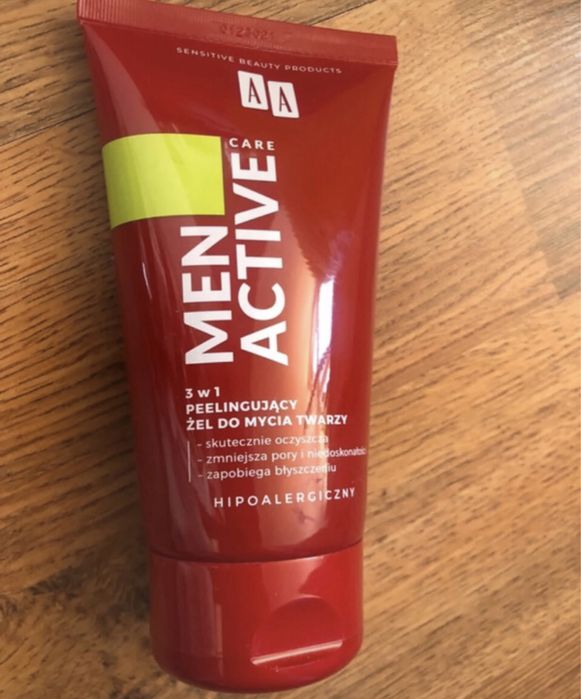 SENSITIVE BEAUTY PRODUCTS
AA
CARE
MEN
ACTIVE
3 w 1
PEELINGUJĄCY
ŻEL DO MYCIA TWARZY
- skutecznie oczyszcza
- zmniejsza pory i niedoskonałości
- zapobiega błyszczeniu
HIPOALERGICZNY